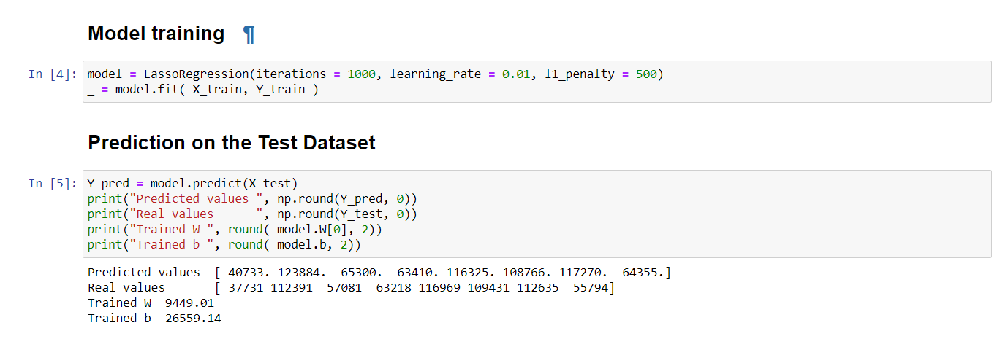 Model training ¶
In [4]: model = LassoRegression(iterations = 1000, learning_rate = 0.01, l1_penalty = 500)
_ = model.fit( X_train, Y_train )
Prediction on the Test Dataset
In [5]: Y_pred = model.predict(X_test)
print("Predicted values ", np.round(Y_pred, 0))
print("Real values      ", np.round(Y_test, 0))
print("Trained W ", round( model.W[0], 2))
print("Trained b ", round( model.b, 2))
Predicted values  [ 40733. 123884.  65300.  63410. 116325. 108766. 117270.  64355.]
Real values       [ 37731 112391  57081  63218 116969 109431 112635  55794]
Trained W  9449.01
Trained b  26559.14